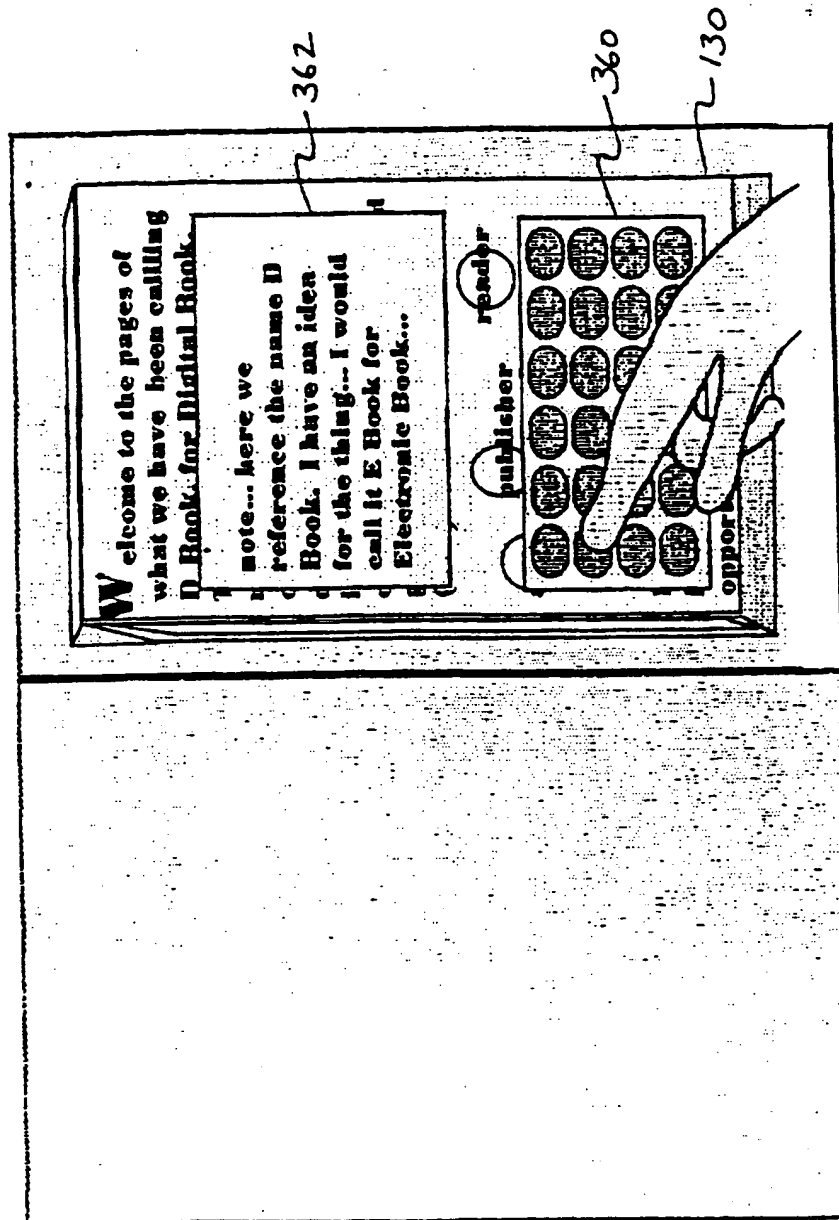 Welcome to the pages of
what we have been callling
D Book, for Digital Book.
note... here we
reference the name D
Book. I have an idea
for the thing... I would
call it E Book for
Electronic Book...
publisher
reader
oppor
362
360
130